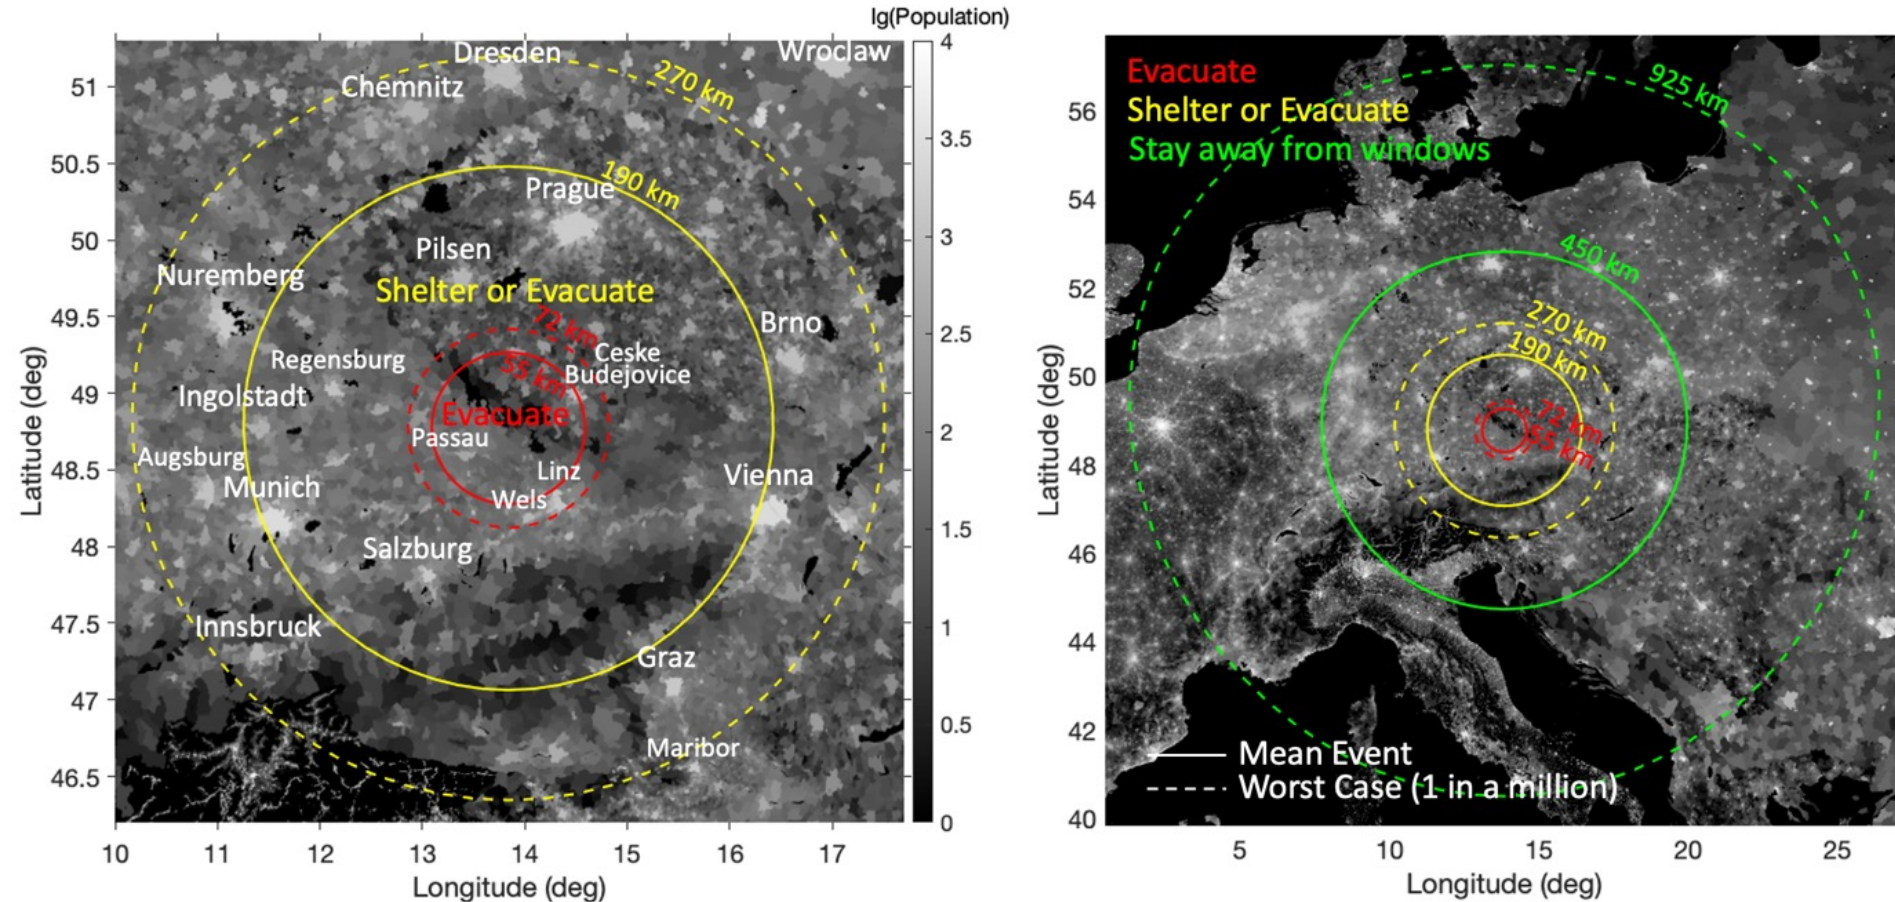 lg(Population)
Dresden
Wroclaw
Chemnitz
270 km
190 km
Prague
Pilsen
Nuremberg
Shelter or Evacuate
72 km
Brno
Regensburg
Ceske
Budejovice
55 km
Ingolstadt
Evacuate
Passau
Augsburg
Linz
Vienna
Munich
Wels
Salzburg
Innsbruck
Graz
Maribor
51
50.5
50
49.5
49
48.5
48
47.5
47
46.5
Latitude (deg)
10 11 12 13 14 15 16 17
Longitude (deg)
4
3.5
3
2.5
2
1.5
1
0.5
0
Evacuate
Shelter or Evacuate
Stay away from windows
925 km
450 km
270 km
190 km
72 km
55 km
Mean Event
Worst Case (1 in a million)
56
54
52
50
48
46
44
42
40
Latitude (deg)
5 10 15 20 25
Longitude (deg)